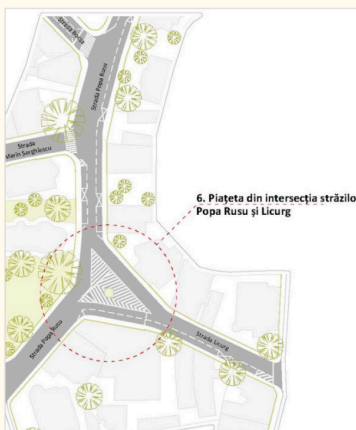 Strada Popa Rusu
Strada
Marin Serghiescu
6. Piațeta din intersecția străzilo
Popa Rusu și Licurg
Strada Popa Rusu
Strada Licurg